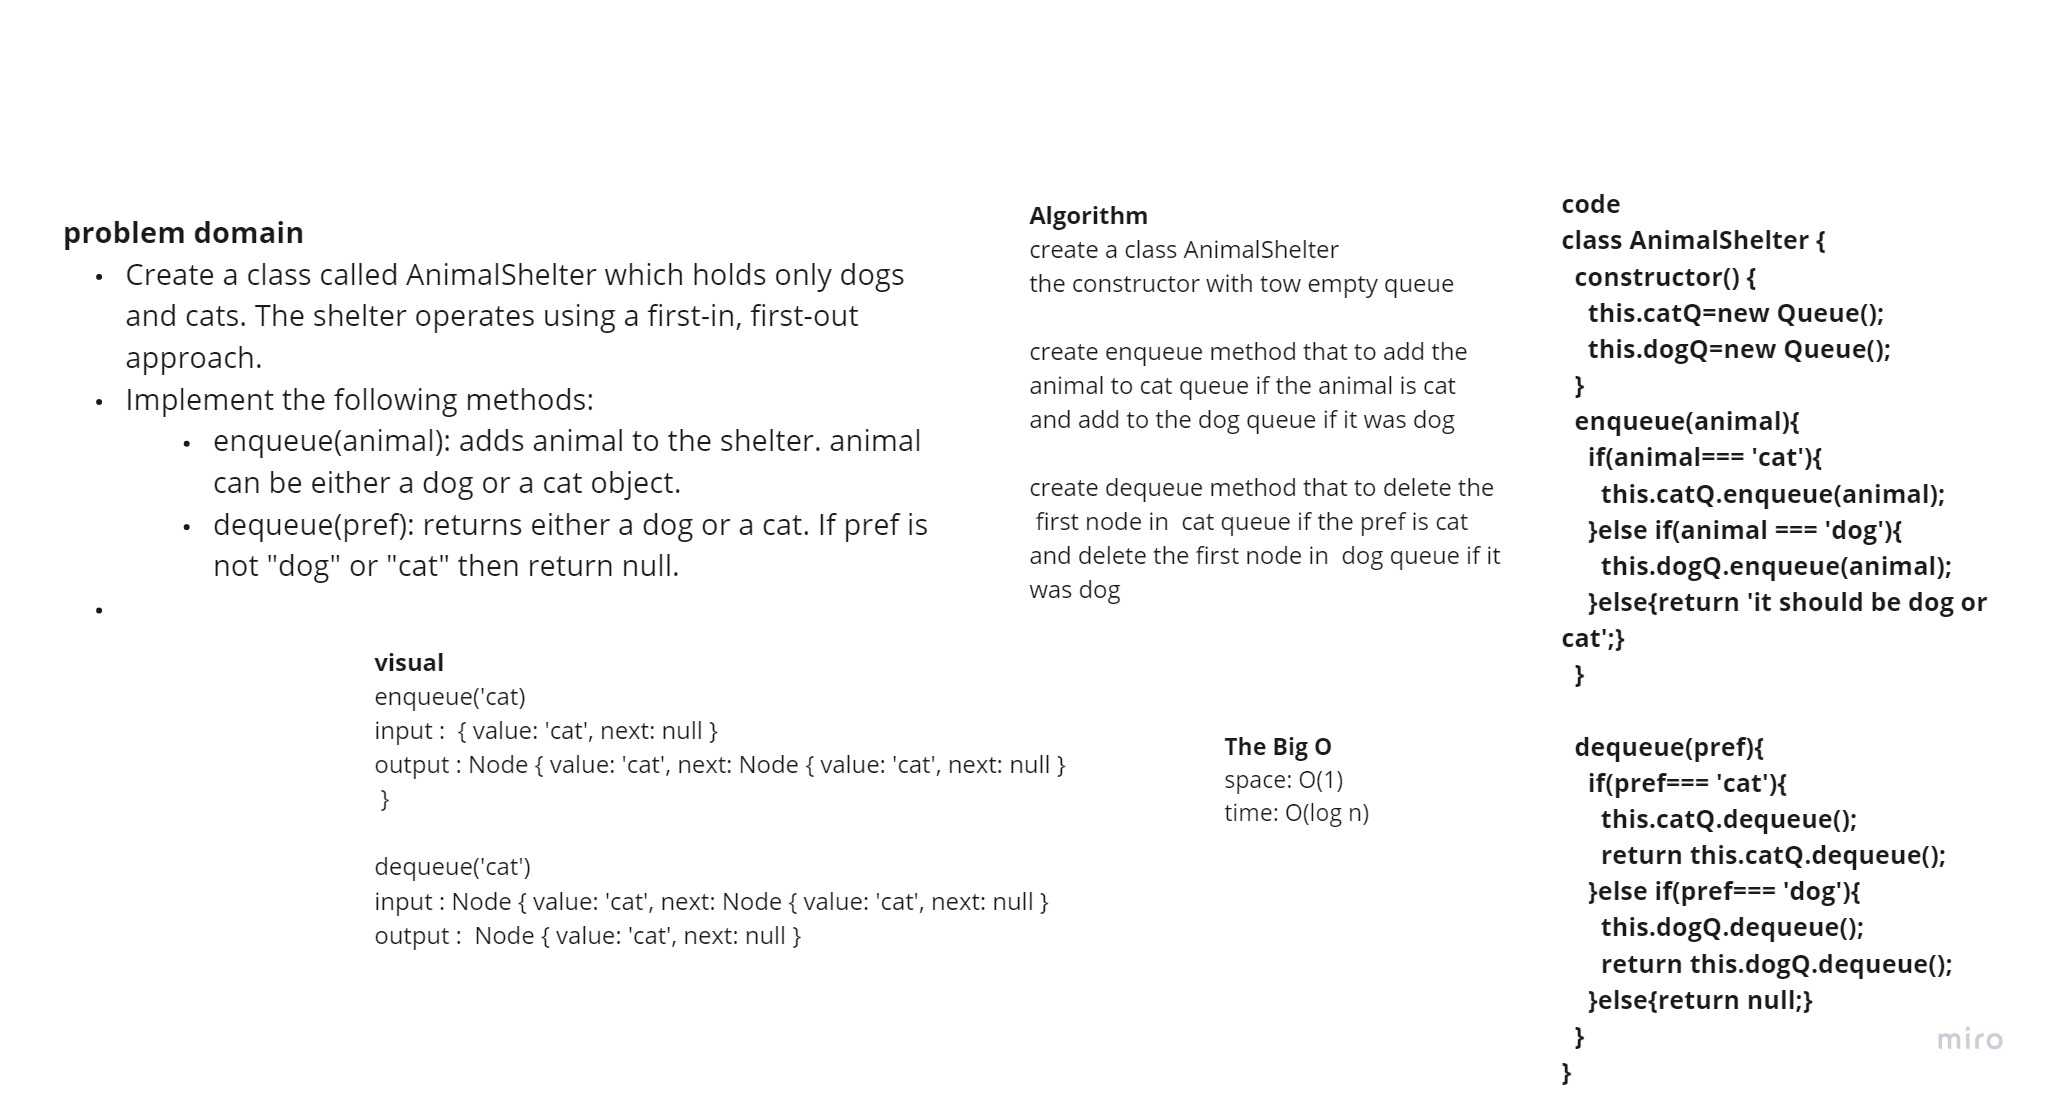 problem domain
• Create a class called AnimalShelter which holds only dogs
and cats. The shelter operates using a first-in, first-out
approach.
• Implement the following methods:
• enqueue(animal): adds animal to the shelter. animal
can be either a dog or a cat object.
• dequeue(pref): returns either a dog or a cat. If pref is
not "dog" or "cat" then return null.
•
visual
enqueue('cat)
input :  { value: 'cat', next: null }
output : Node { value: 'cat', next: Node { value: 'cat', next: null }
}
dequeue('cat')
input : Node { value: 'cat', next: Node { value: 'cat', next: null }
output :  Node { value: 'cat', next: null }
Algorithm
create a class AnimalShelter
the constructor with tow empty queue
create enqueue method that to add the
animal to cat queue if the animal is cat
and add to the dog queue if it was dog
create dequeue method that to delete the
first node in  cat queue if the pref is cat
and delete the first node in  dog queue if it
was dog
The Big O
space: O(1)
time: O(log n)
code
class AnimalShelter {
constructor() {
this.catQ=new Queue();
this.dogQ=new Queue();
}
enqueue(animal){
if(animal=== 'cat'){
this.catQ.enqueue(animal);
}else if(animal === 'dog'){
this.dogQ.enqueue(animal);
}else{return 'it should be dog or
cat';}
}
dequeue(pref){
if(pref=== 'cat'){
this.catQ.dequeue();
return this.catQ.dequeue();
}else if(pref=== 'dog'){
this.dogQ.dequeue();
return this.dogQ.dequeue();
}else{return null;}
}
}
miro